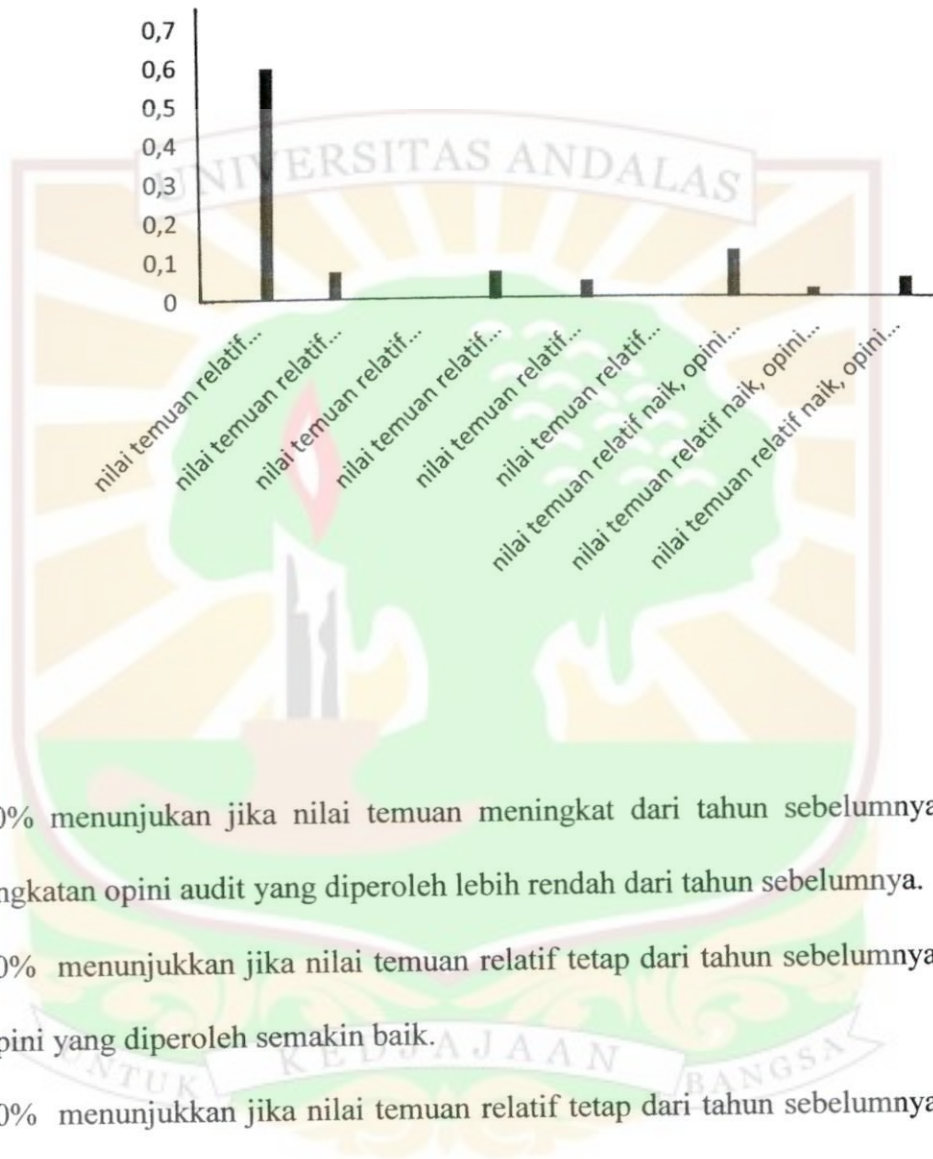 0,7
0,6
0,5
0,4
0,3
0,2
0,1
0
UNIVERSITAS ANDALAS
nilai temuan relatif...
nilai temuan relatif...
nilai temuan relatif...
nilai temuan relatif...
nilai temuan relatif...
nilai temuan relatif...
nilai temuan relatif naik, opini...
nilai temuan relatif naik, opini...
nilai temuan relatif naik, opini...
0% menunjukan jika nilai temuan meningkat dari tahun sebelumnya
ngkatan opini audit yang diperoleh lebih rendah dari tahun sebelumnya.
0% menunjukkan jika nilai temuan relatif tetap dari tahun sebelumnya
pini yang diperoleh semakin baik.
UNTUK KEDJAJAAN BANGSA
0% menunjukkan jika nilai temuan relatif tetap dari tahun sebelumnya